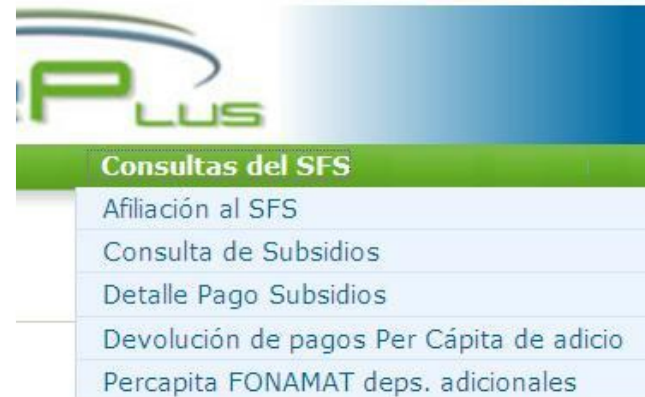 PLUS
Consultas del SFS
Afiliación al SFS
Consulta de Subsidios
Detalle Pago Subsidios
Devolución de pagos Per Cápita de adicio
Percapita FONAMAT deps. adicionales